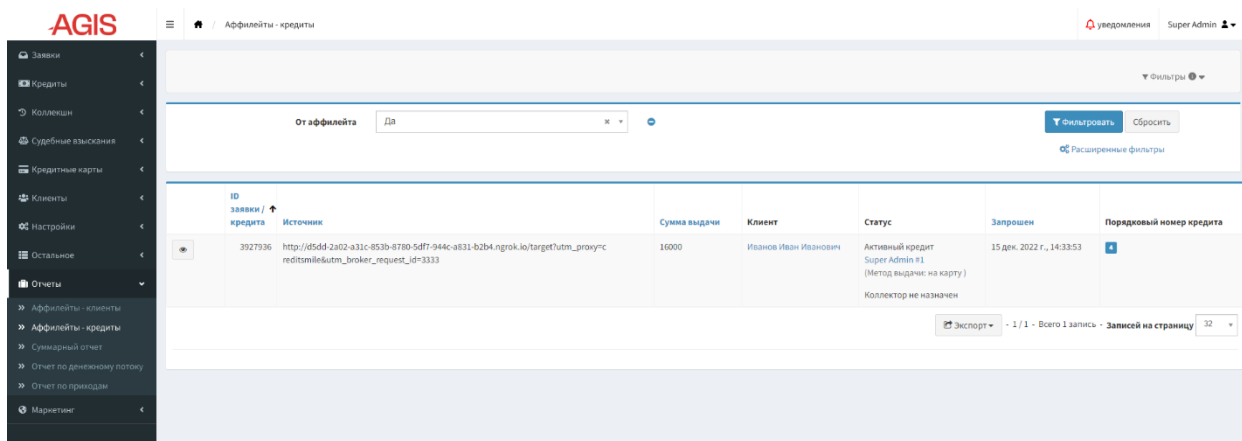 AGIS
Аффилейты - кредиты
уведомления
Super Admin
Заявки
Кредиты
Коллекшн
Судебные взыскания
Кредитные карты
Клиенты
Настройки
Остальное
Отчеты
Аффилейты - клиенты
Аффилейты - кредиты
Суммарный отчет
Отчет по денежному потоку
Отчет по приходам
Маркетинг
Фильтры
От аффилейта
Да
Фильтровать
Сбросить
Расширенные фильтры
ID
заявки /
кредита
Источник
Сумма выдачи
Клиент
Статус
Запрошен
Порядковый номер кредита
3927936
http://d5dd-2a02-a31c-853b-8780-5df7-944c-a831-b2b4.ngrok.io/target?utm_proxy=c
reditsmile&utm_broker_request_id=3333
16000
Иванов Иван Иванович
Активный кредит
Super Admin #1
(Метод выдачи: на карту )
Коллектор не назначен
15 дек. 2022 г., 14:33:53
4
Экспорт - 1 / 1 - Всего 1 запись - Записей на страницу 32